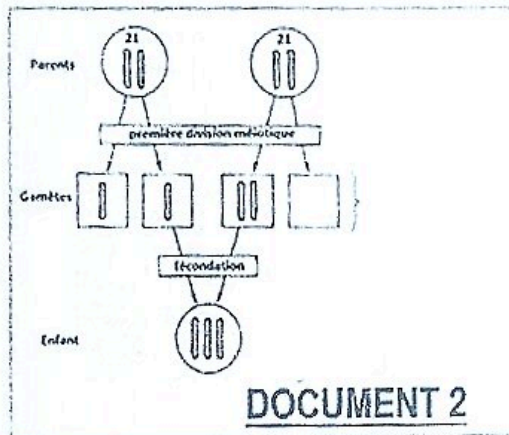 21 21
Parents
première division méiotique
Gamètes
fécondation
Enfant
DOCUMENT 2